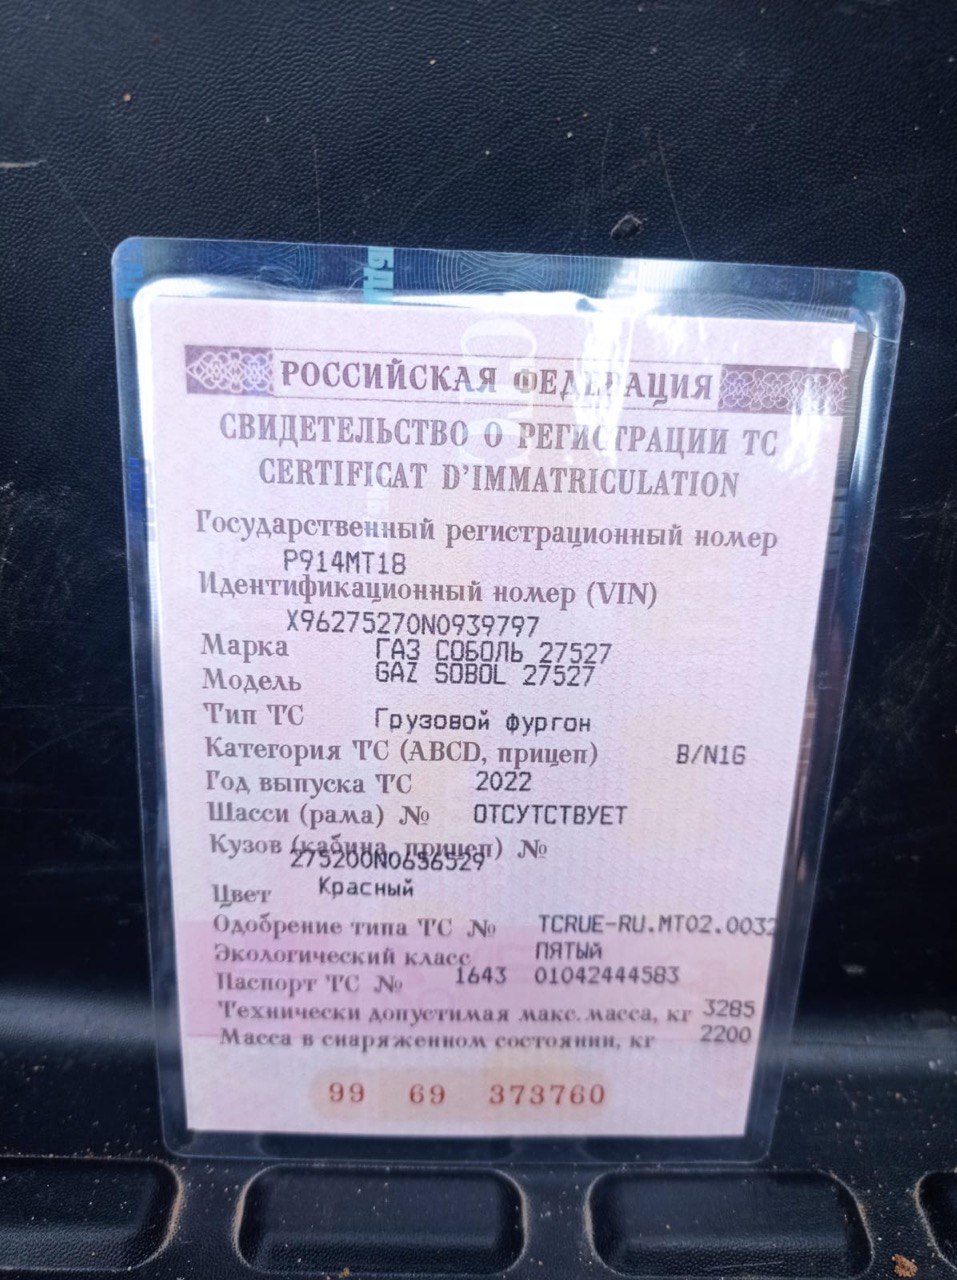 РОССИЙСКАЯ ФЕДЕРАЦИЯ
СВИДЕТЕЛЬСТВО О РЕГИСТРАЦИИ ТС
CERTIFICAT D'IMMATRICULATION
Государственный регистрационный номер
Р914МТ18
Идентификационный номер (VIN)
X96275270N0939797
Марка ГАЗ СОБОЛЬ 27527
Модель GAZ SOBOL 27527
Тип ТС Грузовой фургон
Категория ТС (ABCD, прицеп) B/N1G
Год выпуска ТС 2022
Шасси (рама) № ОТСУТСТВУЕТ
Кузов (кабина, прицеп) №
275200N0656529
Цвет Красный
Одобрение типа ТС № TCRUE-RU.MT02.0032
Экологический класс ПЯТЫЙ
Паспорт ТС № 1643 01042444583
Технически допустимая макс. масса, кг 3285
Масса в снаряженном состоянии, кг 2200
99 69 373760